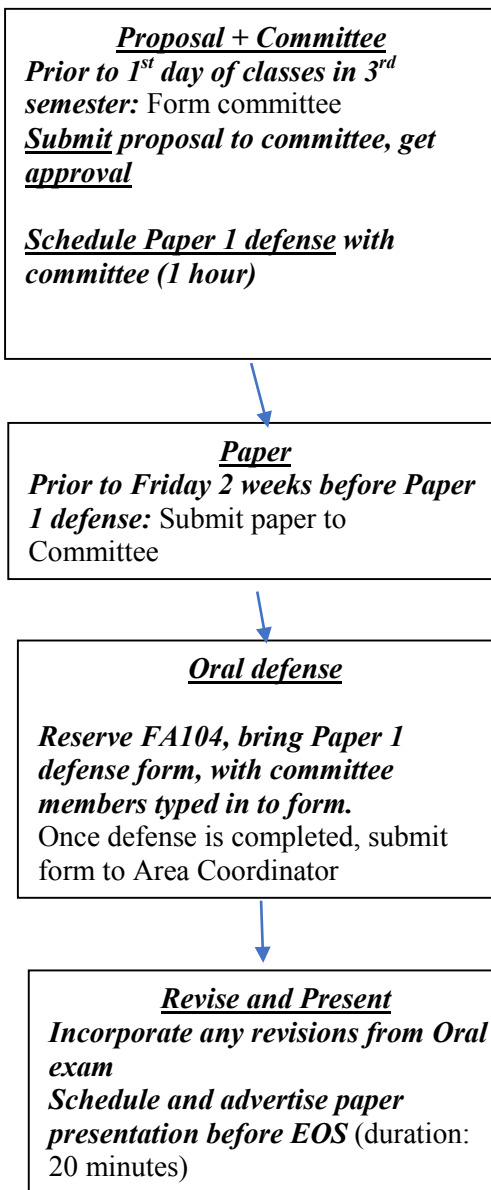 Proposal + Committee
Prior to 1st day of classes in 3rd
semester: Form committee
Submit proposal to committee, get
approval
Schedule Paper 1 defense with
committee (1 hour)
Paper
Prior to Friday 2 weeks before Paper
1 defense: Submit paper to
Committee
Oral defense
Reserve FA104, bring Paper 1
defense form, with committee
members typed in to form.
Once defense is completed, submit
form to Area Coordinator
Revise and Present
Incorporate any revisions from Oral
exam
Schedule and advertise paper
presentation before EOS (duration:
20 minutes)